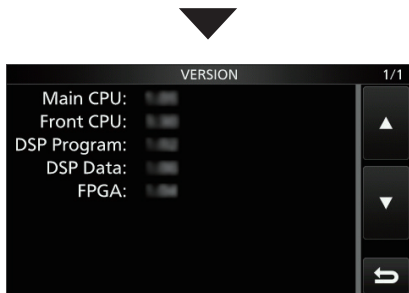 VERSION 1/1
Main CPU:
Front CPU:
DSP Program:
DSP Data:
FPGA: